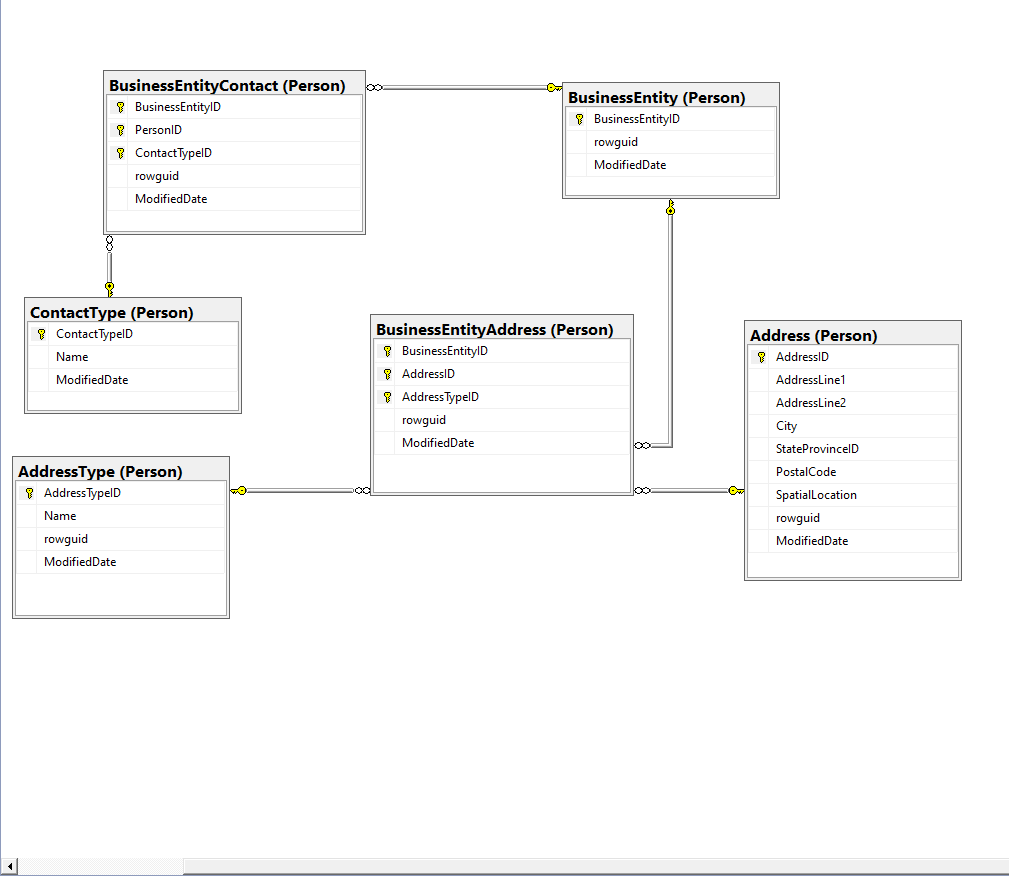 BusinessEntityContact (Person)
BusinessEntityID
PersonID
ContactTypeID
rowguid
ModifiedDate
BusinessEntity (Person)
BusinessEntityID
rowguid
ModifiedDate
ContactType (Person)
ContactTypeID
Name
ModifiedDate
BusinessEntityAddress (Person)
BusinessEntityID
AddressID
AddressTypeID
rowguid
ModifiedDate
Address (Person)
AddressID
AddressLine1
AddressLine2
City
StateProvinceID
PostalCode
SpatialLocation
rowguid
ModifiedDate
AddressType (Person)
AddressTypeID
Name
rowguid
ModifiedDate